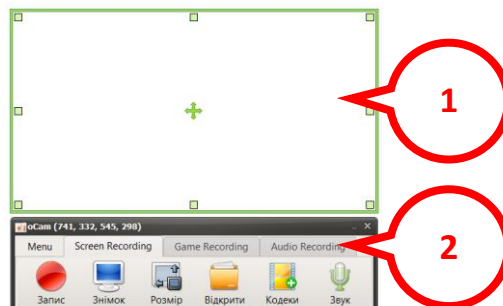 1
oCam (741, 332, 545, 298)
Menu Screen Recording Game Recording Audio Recording
2
Запис Знімок Розмір Відкрити Кодеки Звук